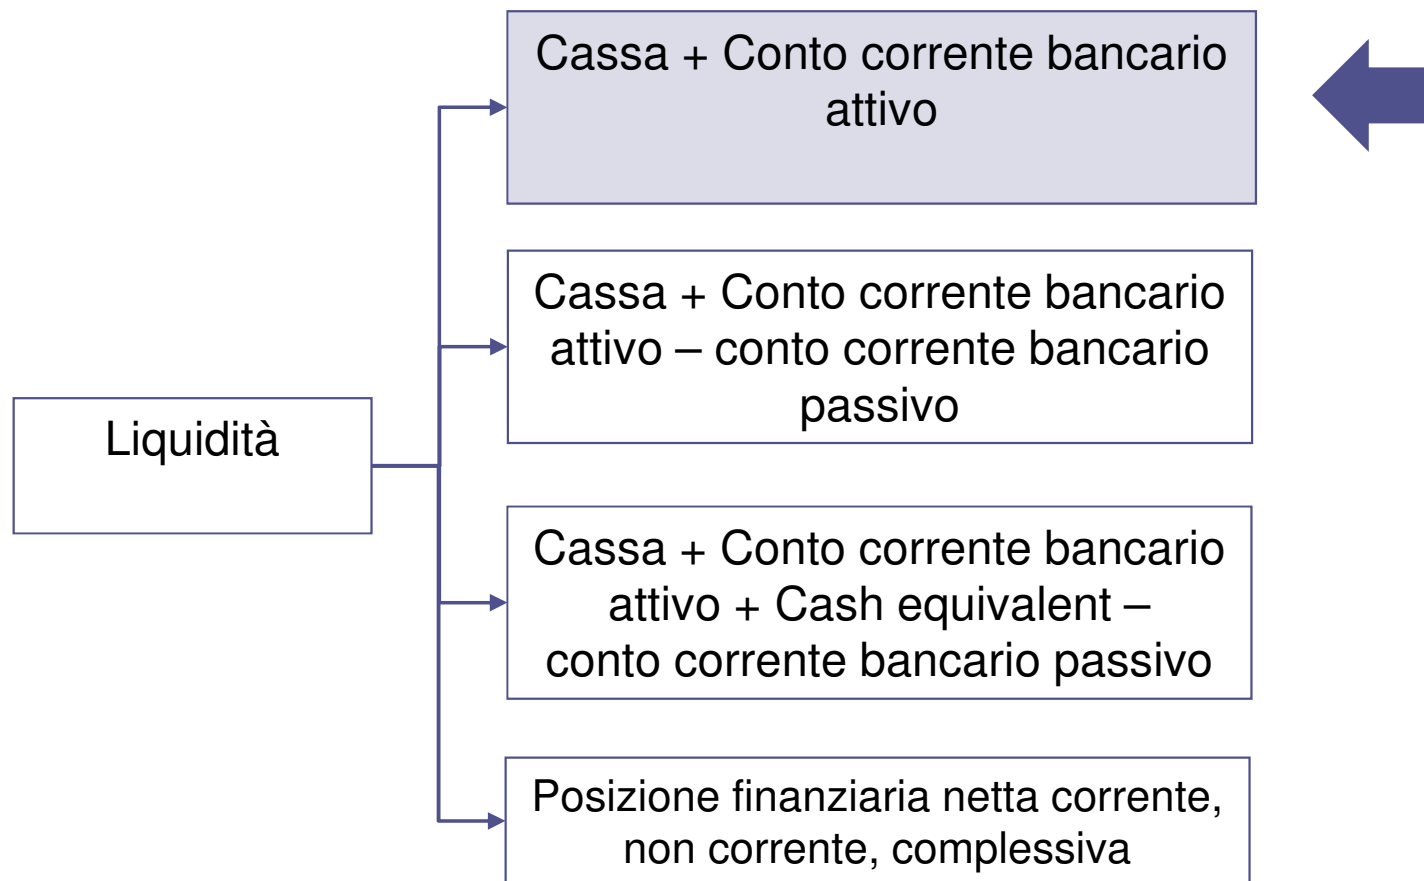 Cassa + Conto corrente bancario
attivo
Cassa + Conto corrente bancario
attivo – conto corrente bancario
passivo
Liquidità
Cassa + Conto corrente bancario
attivo + Cash equivalent –
conto corrente bancario passivo
Posizione finanziaria netta corrente,
non corrente, complessiva